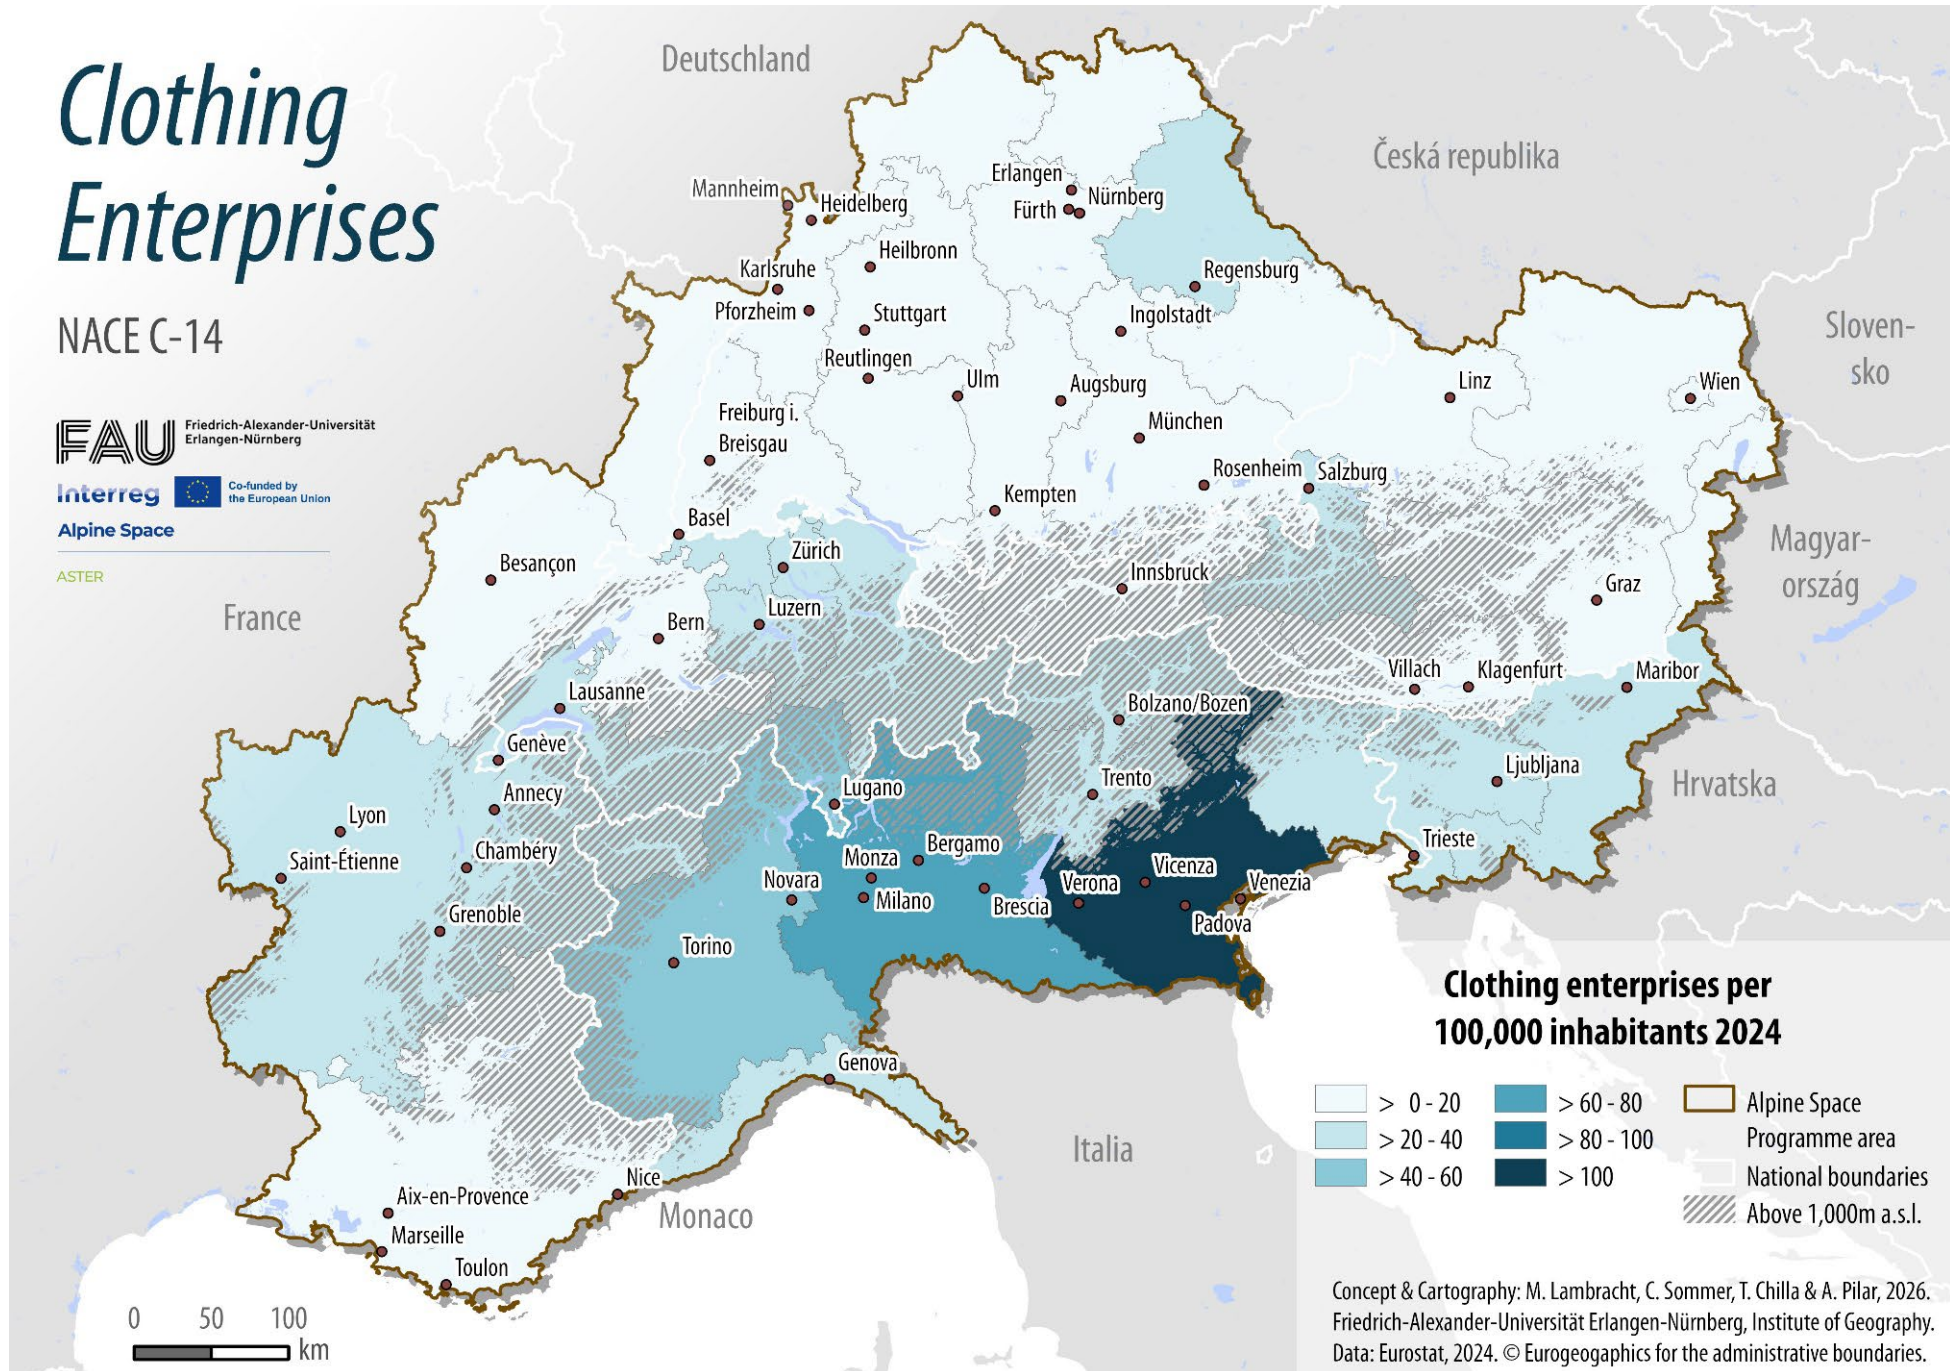 Clothing
Enterprises
NACE C-14
FAU
Friedrich-Alexander-Universität
Erlangen-Nürnberg
Interreg
Co-funded by
the European Union
Alpine Space
ASTER
Deutschland
Česká republika
Sloven-
sko
Magyar-
ország
Hrvatska
Italia
Monaco
France
Mannheim
Heidelberg
Erlangen
Nürnberg
Fürth
Heilbronn
Karlsruhe
Regensburg
Pforzheim
Stuttgart
Ingolstadt
Reutlingen
Ulm
Augsburg
Linz
Wien
Freiburg i.
Breisgau
München
Rosenheim
Salzburg
Kempten
Basel
Zürich
Besançon
Innsbruck
Graz
Luzern
Bern
Villach
Klagenfurt
Maribor
Lausanne
Bolzano/Bozen
Genève
Ljubljana
Annecy
Lugano
Trento
Lyon
Trieste
Saint-Étienne
Chambéry
Monza
Bergamo
Vicenza
Novara
Milano
Brescia
Verona
Venezia
Padova
Grenoble
Torino
Genova
Nice
Aix-en-Provence
Marseille
Toulon
Clothing enterprises per
100,000 inhabitants 2024
> 0 - 20
> 20 - 40
> 40 - 60
> 60 - 80
> 80 - 100
> 100
Alpine Space
Programme area
National boundaries
Above 1,000m a.s.l.
0 50 100
km
Concept & Cartography: M. Lambracht, C. Sommer, T. Chilla & A. Pilar, 2026.
Friedrich-Alexander-Universität Erlangen-Nürnberg, Institute of Geography.
Data: Eurostat, 2024. © Eurogeogaphics for the administrative boundaries.